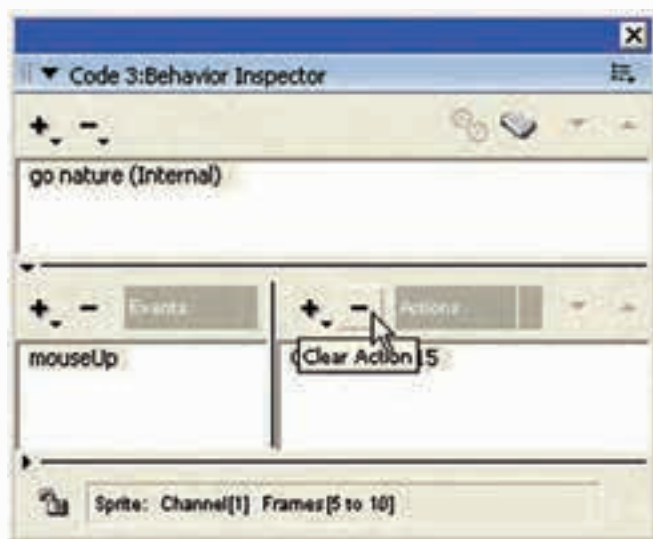 Code 3:Behavior Inspector
go nature (Internal)
Events
Actions
mouseUp
Clear Action
15
Sprite: Channel[1] Frames[5 to 10]